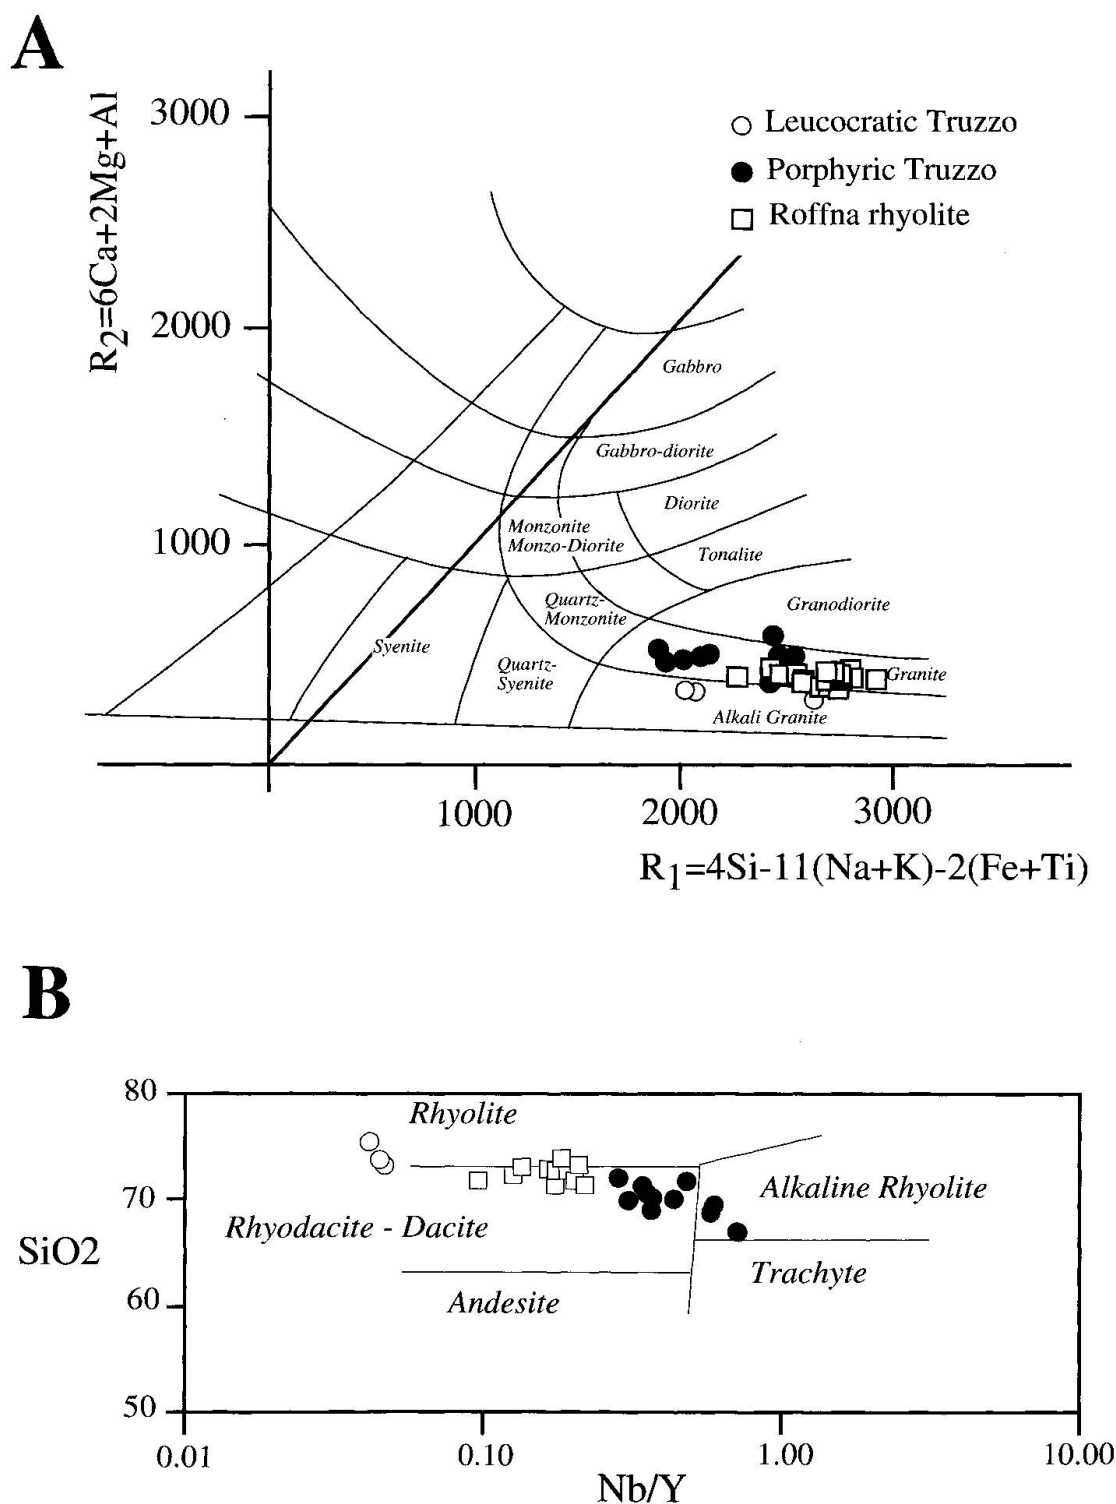 A
R2=6Ca+2Mg+Al
3000
2000
1000
Leucocratic Truzzo
Porphyric Truzzo
Roffna rhyolite
Gabbro
Gabbro-diorite
Diorite
Monzonite
Monzo-Diorite
Tonalite
Quartz-
Monzonite
Granodiorite
Syenite
Quartz-
Syenite
Granite
Alkali Granite
1000
2000
3000
R1=4Si-11(Na+K)-2(Fe+Ti)
B
80
70
60
50
SiO2
Rhyolite
Alkaline Rhyolite
Rhyodacite - Dacite
Trachyte
Andesite
0.01
0.10
1.00
10.00
Nb/Y